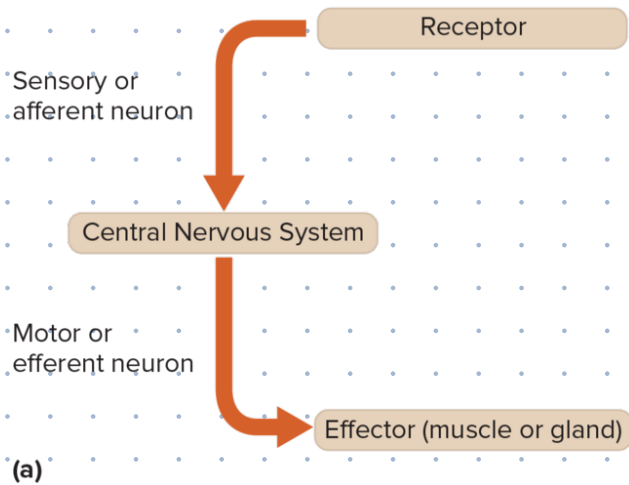 Receptor
Sensory or
afferent neuron
Central Nervous System
Motor or
efferent neuron
Effector (muscle or gland)
(a)